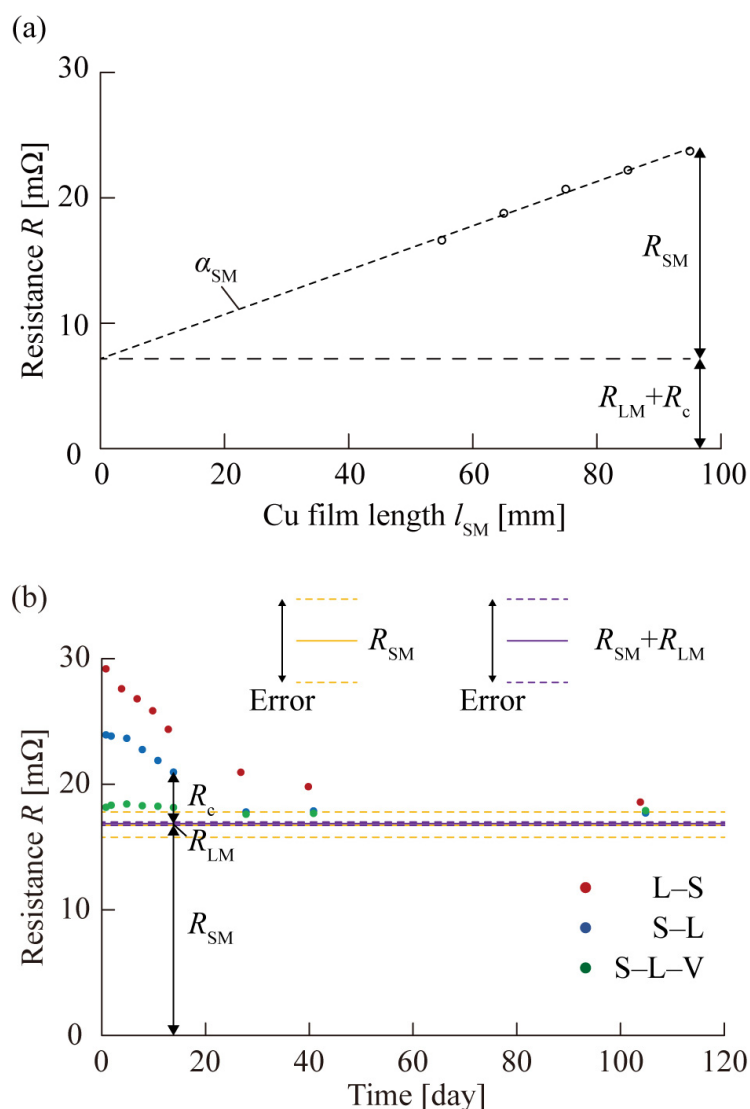 (a)
30
20
10
0
Resistance R [mΩ]
α_SM
R_SM
R_LM+R_c
0 20 40 60 80 100
Cu film length l_SM [mm]
(b)
R_SM
Error
R_SM+R_LM
Error
30
20
10
0
Resistance R [mΩ]
R_c
R_LM
R_SM
L–S
S–L
S–L–V
0 20 40 60 80 100 120
Time [day]